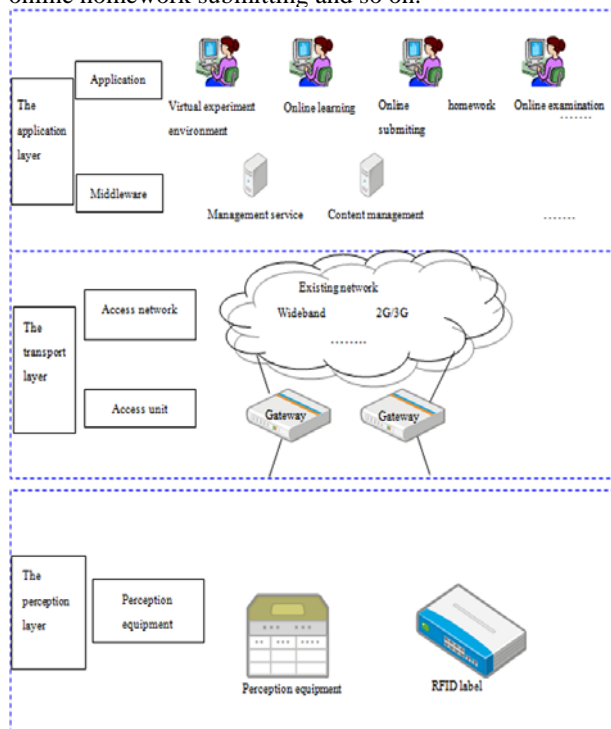 online homework submitting and so on.
Application
The
application
layer
Virtual experiment
environment
Online learning
Online homework
submiting
Online examination
.......
Middleware
Management service
Content management
.......
Existing network
Wideband 2G/3G
........
Access network
The
transport
layer
Access unit
Gateway
Gateway
The
perception
layer
Perception
equipment
Perception equipment
RFID label